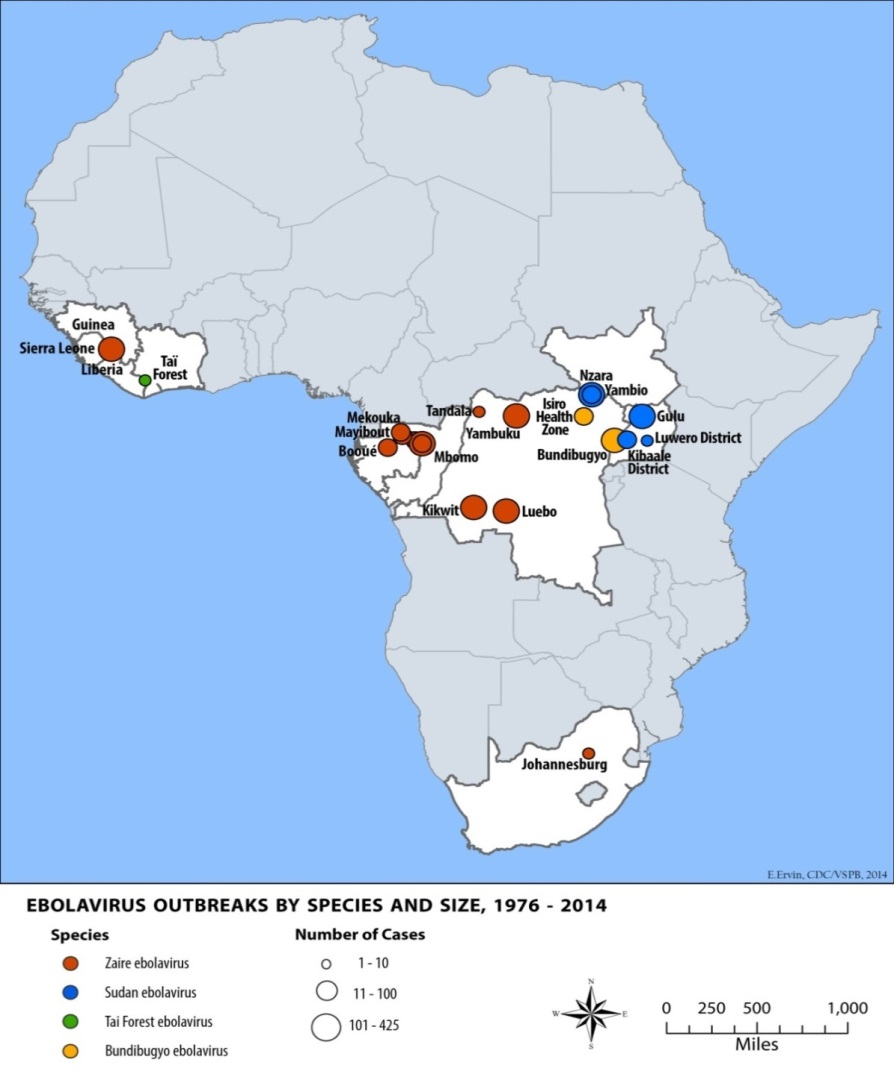 Guinea
Sierra Leone
Liberia
Taï
Forest
Nzara
Yambio
Tandala
Isiro
Health
Zone
Gulu
Mekouka
Mayibout
Yambuku
Luwero District
Booué
Mbomo
Bundibugyo
Kibaale
District
Kikwit
Luebo
Johannesburg
E.Ervin, CDC/VSPB, 2014
EBOLAVIRUS OUTBREAKS BY SPECIES AND SIZE, 1976 - 2014
Species
Zaire ebolavirus
Sudan ebolavirus
Tai Forest ebolavirus
Bundibugyo ebolavirus
Number of Cases
1 - 10
11 - 100
101 - 425
N
W E
S
0 250 500 1,000
Miles